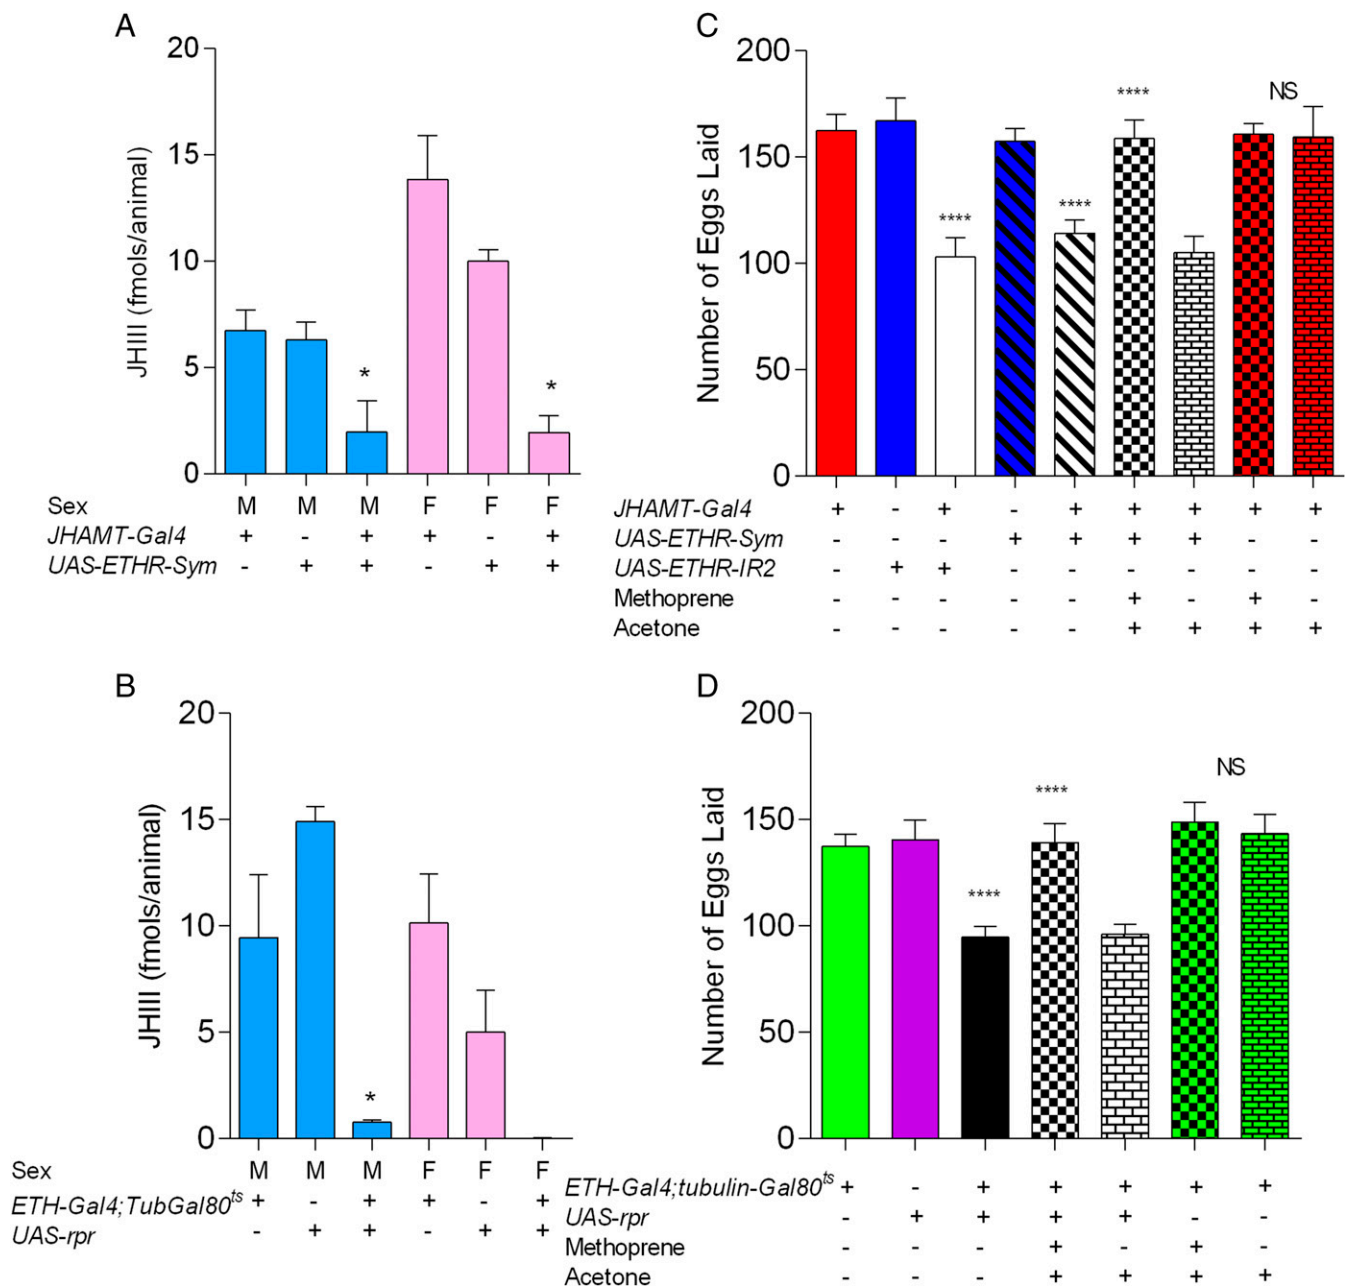 A
20
15
10
5
0
JHIII (fmols/animal)
* *
Sex M M M F F F
JHAMT-Gal4 + - + + - +
UAS-ETHR-Sym - + + - + +
C
200
150
100
50
0
Number of Eggs Laid
**** **** **** NS
JHAMT-Gal4 + - + - + + + + +
UAS-ETHR-Sym - - - + + + + - -
UAS-ETHR-IR2 - + + - - - - - -
Methoprene - - - - - + - + -
Acetone - - - - - + + + +
B
20
15
10
5
0
JHIII (fmols/animal)
*
Sex M M M F F F
ETH-Gal4;TubGal80ts + - + + - +
UAS-rpr - + + - + +
D
200
150
100
50
0
Number of Eggs Laid
**** **** NS
ETH-Gal4;tubulin-Gal80ts + - + + + + +
UAS-rpr - + + + + - -
Methoprene - - - + - + -
Acetone - - - + + + +